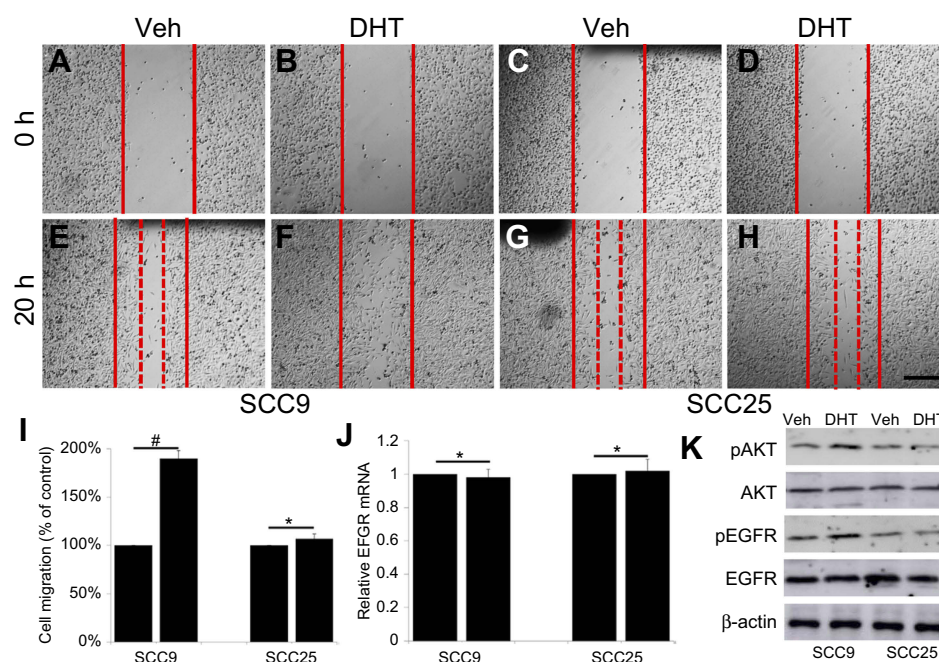 Veh DHT Veh DHT
A B C D
0 h
E F G H
20 h
SCC9 SCC25
I
#
*
200%
150%
100%
50%
0%
Cell migration (% of control)
SCC9 SCC25
J
*
*
1.2
1
0.8
0.6
0.4
0.2
0
Relative EFGR mRNA
SCC9 SCC25
K
Veh DHT Veh DHT
pAKT
AKT
pEGFR
EGFR
β-actin
SCC9 SCC25